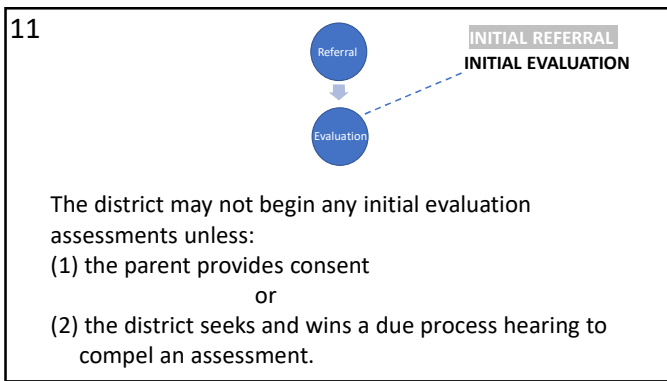 11
Referral
INITIAL REFERRAL
INITIAL EVALUATION
Evaluation
The district may not begin any initial evaluation
assessments unless:
(1) the parent provides consent
or
(2) the district seeks and wins a due process hearing to
compel an assessment.